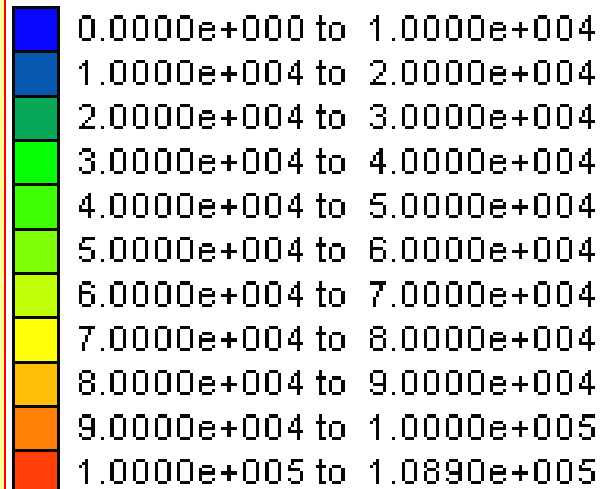 0.0000e+000 to 1.0000e+004
1.0000e+004 to 2.0000e+004
2.0000e+004 to 3.0000e+004
3.0000e+004 to 4.0000e+004
4.0000e+004 to 5.0000e+004
5.0000e+004 to 6.0000e+004
6.0000e+004 to 7.0000e+004
7.0000e+004 to 8.0000e+004
8.0000e+004 to 9.0000e+004
9.0000e+004 to 1.0000e+005
1.0000e+005 to 1.0890e+005